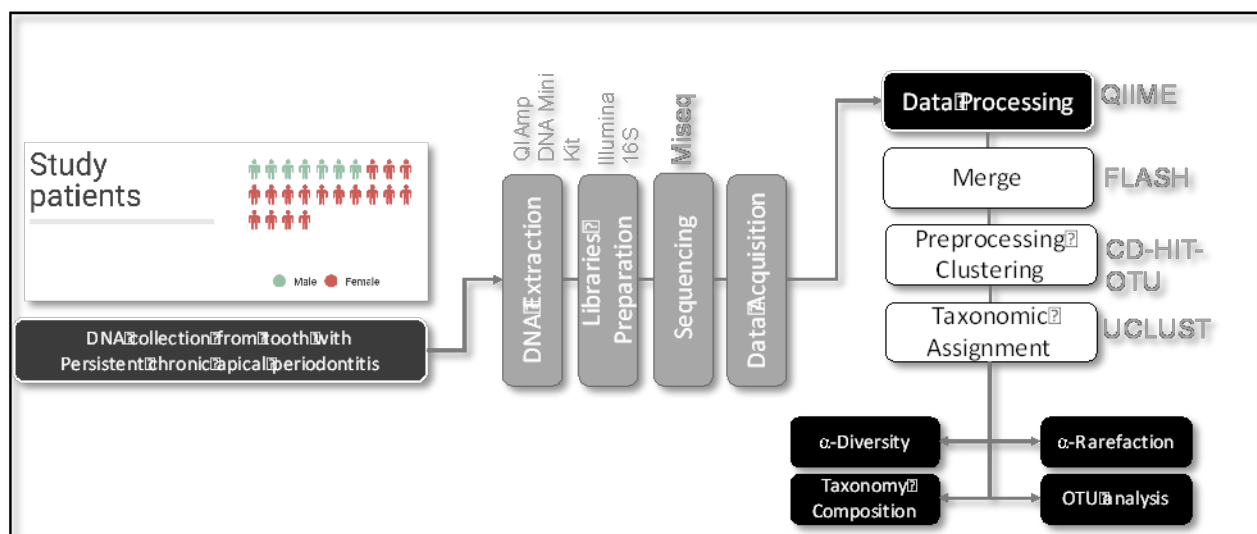 Study
patients
Male
Female
DNA collection from tooth with
Persistent chronic apical periodontitis
QIAmp
DNA Mini
Kit
DNA Extraction
Illumina
16S
Libraries
Preparation
Miseq
Sequencing
Data Acquisition
Data Processing
QIIME
Merge
FLASH
Preprocessing
Clustering
CD-HIT-
OTU
Taxonomic
Assignment
UCLUST
α-Diversity
α-Rarefaction
Taxonomy
Composition
OTU analysis